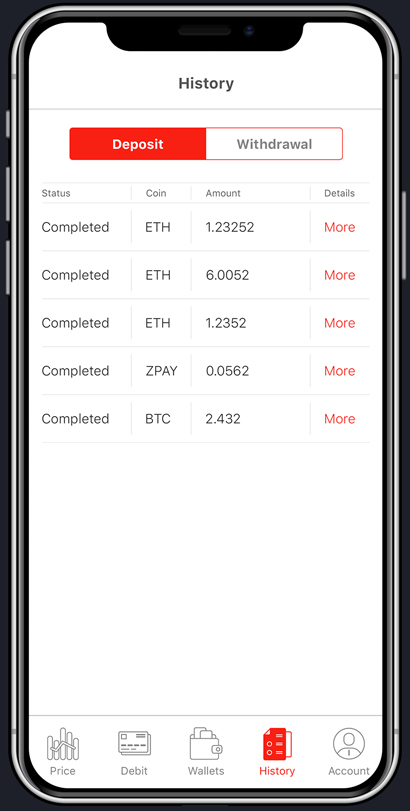 History
Deposit Withdrawal
Status Coin Amount Details
Completed ETH 1.23252 More
Completed ETH 6.0052 More
Completed ETH 1.2352 More
Completed ZPAY 0.0562 More
Completed BTC 2.432 More
Price Debit Wallets History Account